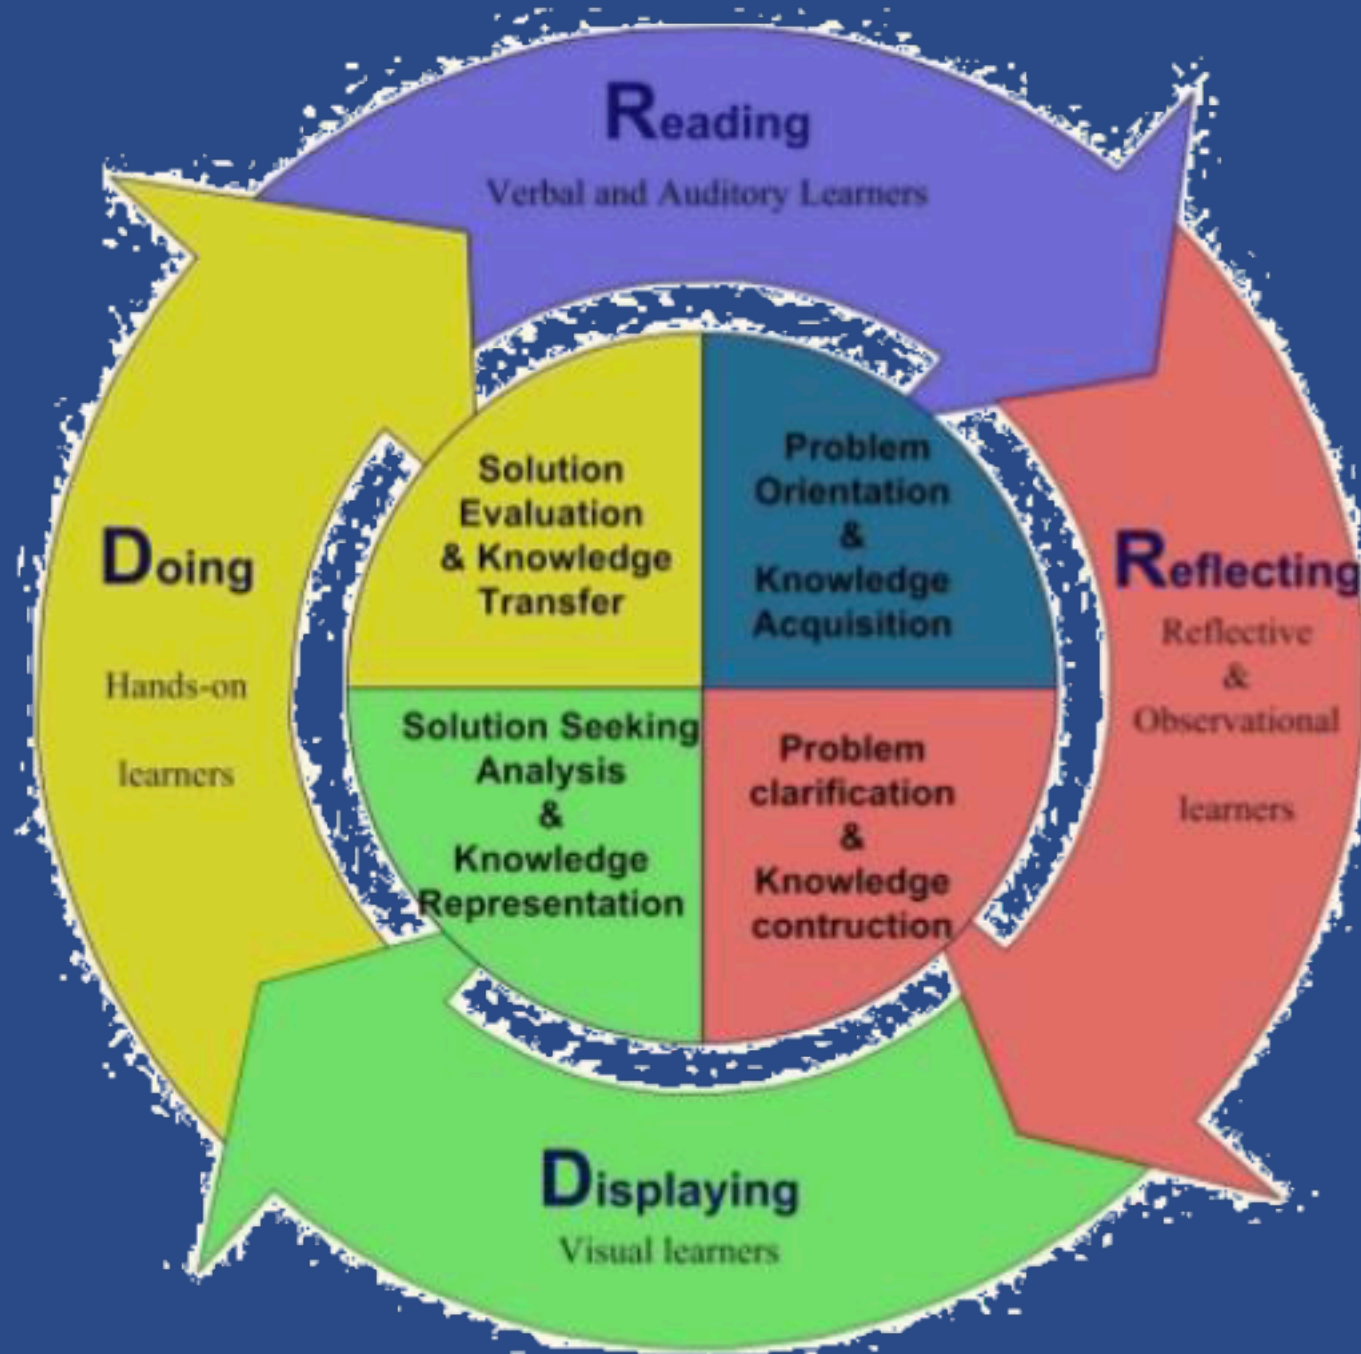 Reading
Verbal and Auditory Learners
Reflecting
Reflective
&
Observational
learners
Displaying
Visual learners
Doing
Hands-on
learners
Problem
Orientation
&
Knowledge
Acquisition
Problem
clarification
&
Knowledge
contruction
Solution Seeking
Analysis
&
Knowledge
Representation
Solution
Evaluation
& Knowledge
Transfer